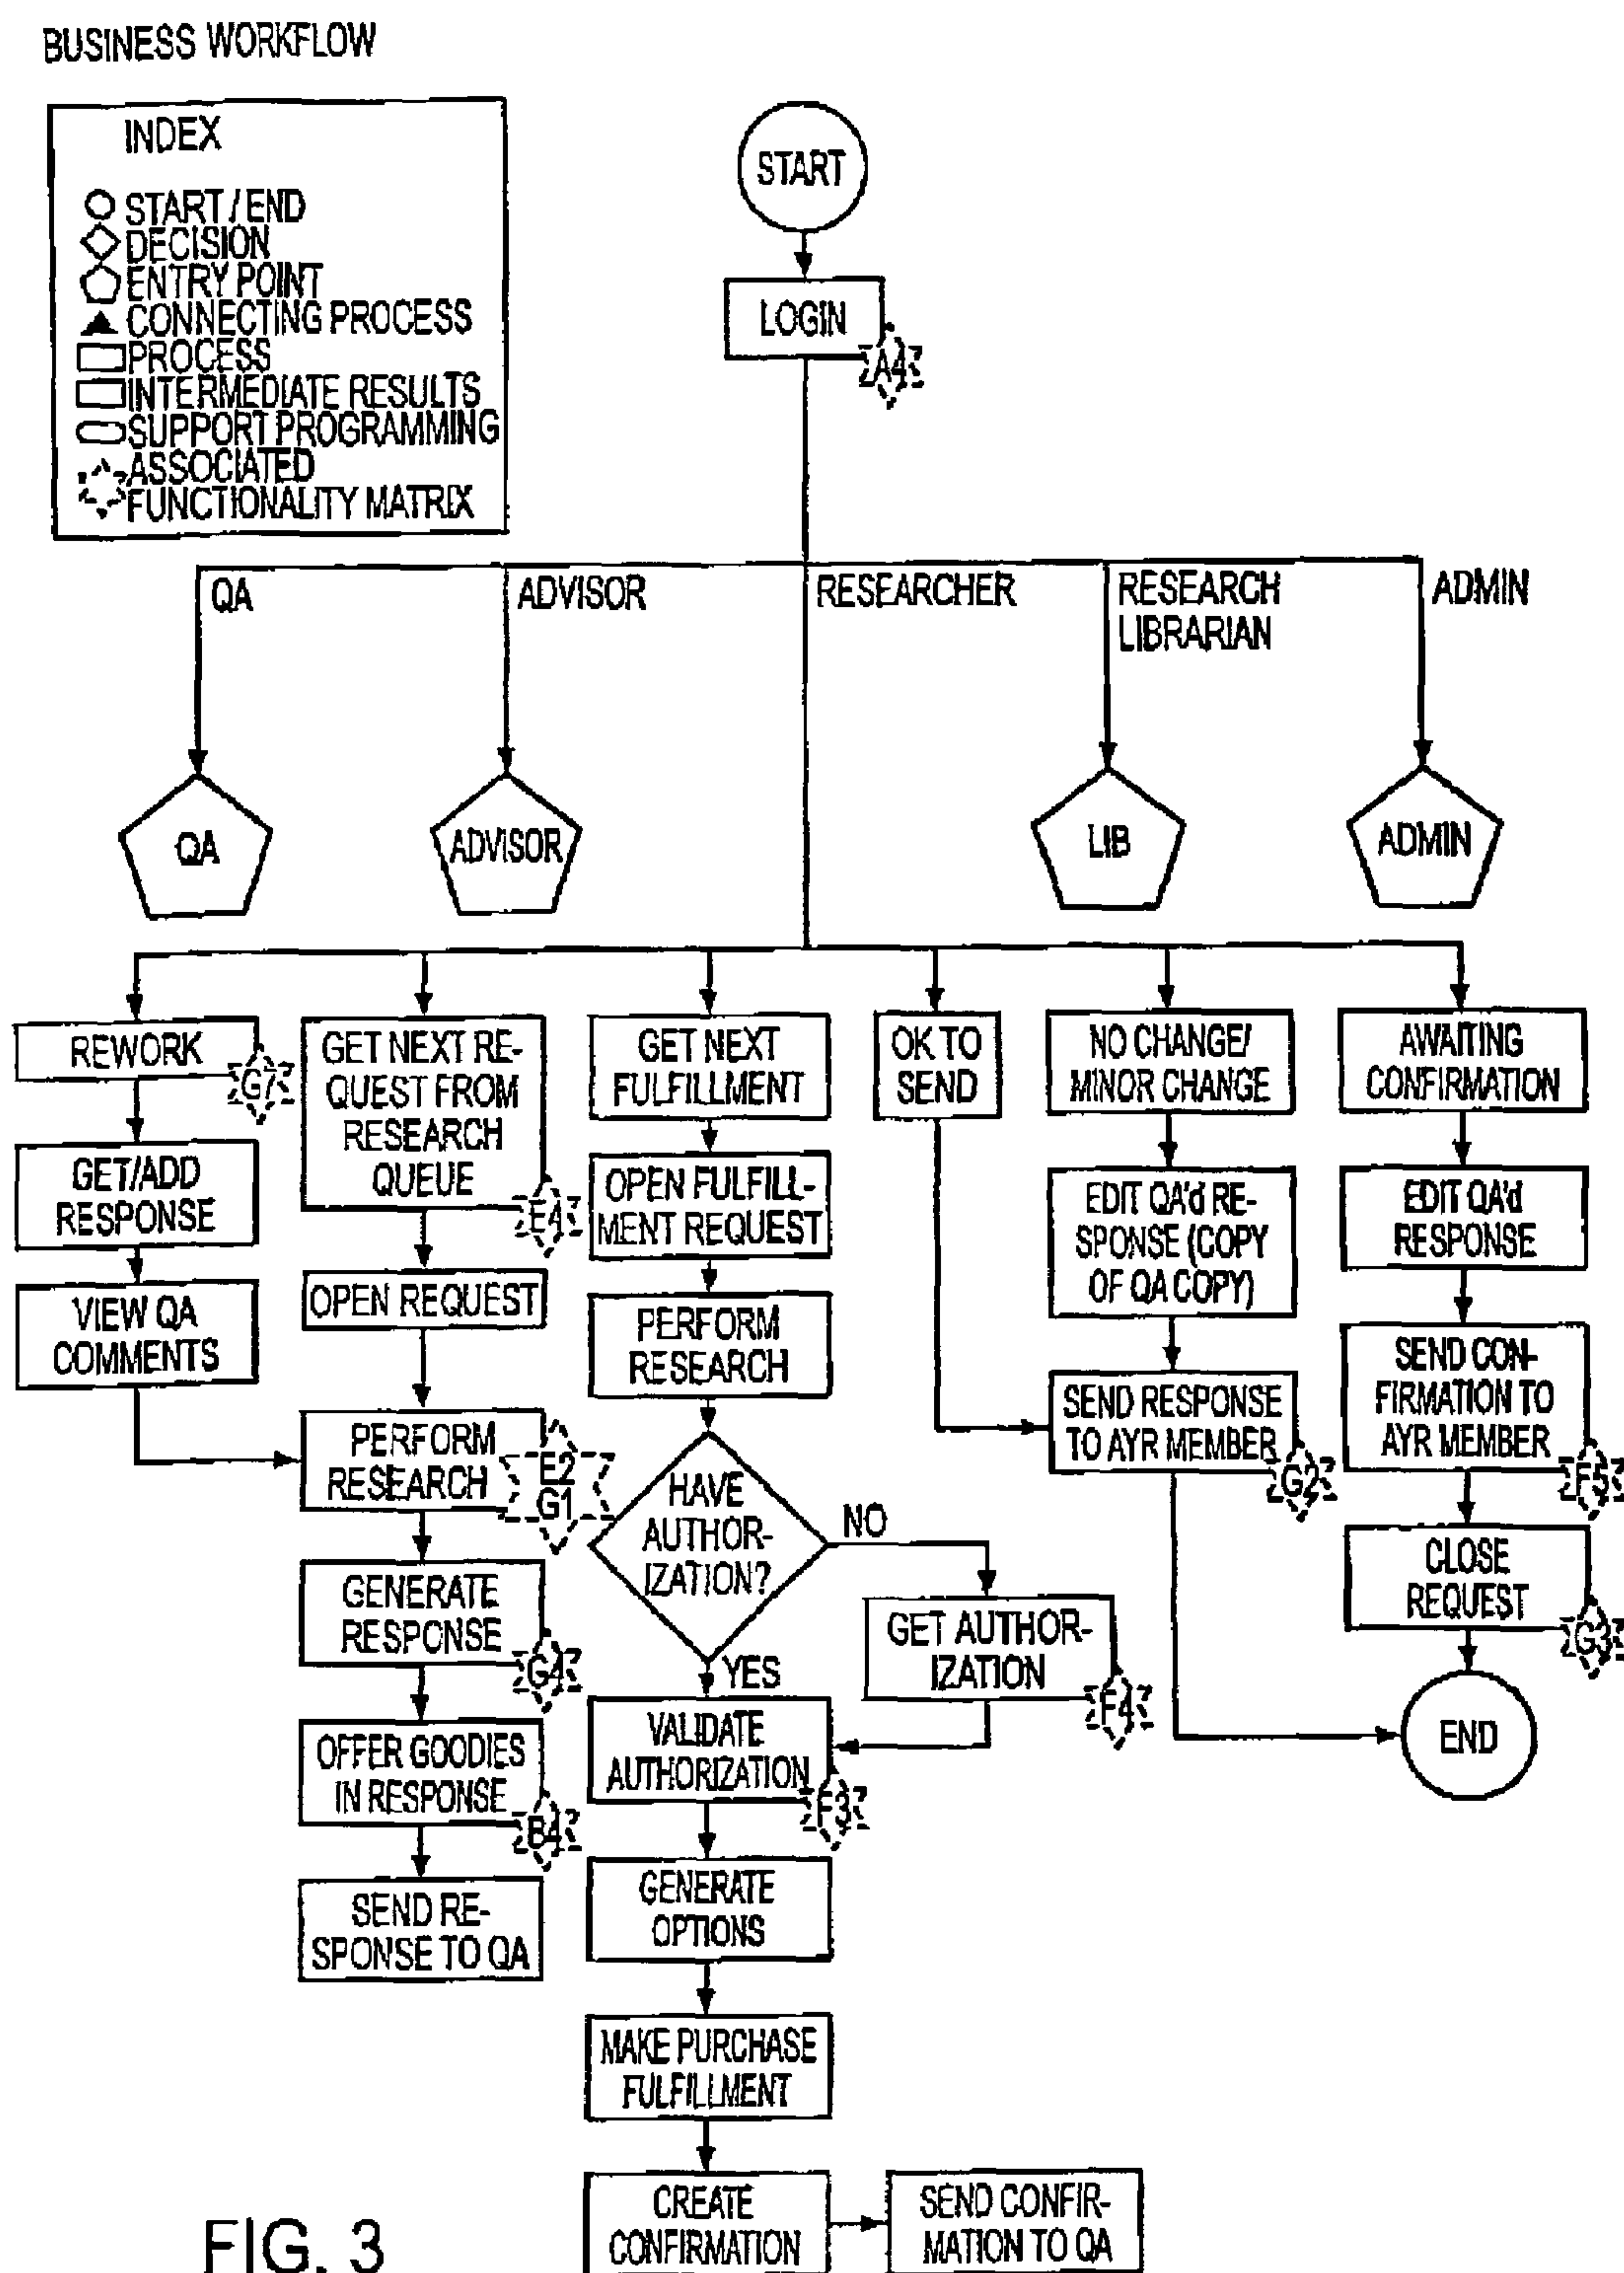 BUSINESS WORKFLOW
INDEX
START / END
DECISION
ENTRY POINT
CONNECTING PROCESS
PROCESS
INTERMEDIATE RESULTS
SUPPORT PROGRAMMING
ASSOCIATED
FUNCTIONALITY MATRIX
START
LOGIN
A4
QA
ADVISOR
RESEARCHER
RESEARCH
LIBRARIAN
ADMIN
QA
ADVISOR
LIB
ADMIN
REWORK
G7
GET/ADD
RESPONSE
VIEW QA
COMMENTS
GET NEXT RE-
QUEST FROM
RESEARCH
QUEUE
E4
OPEN REQUEST
PERFORM
RESEARCH
E2
G1
GENERATE
RESPONSE
G4
OFFER GOODIES
IN RESPONSE
B4
SEND RE-
SPONSE TO QA
GET NEXT
FULFILLMENT
OPEN FULFILL-
MENT REQUEST
PERFORM
RESEARCH
HAVE
AUTHOR-
IZATION?
NO
YES
GET AUTHOR-
IZATION
F4
VALIDATE
AUTHORIZATION
F3
GENERATE
OPTIONS
MAKE PURCHASE
FULFILLMENT
CREATE
CONFIRMATION
SEND CONFIR-
MATION TO QA
OK TO
SEND
NO CHANGE/
MINOR CHANGE
EDIT QA'd RE-
SPONSE (COPY
OF QA COPY)
SEND RESPONSE
TO AYR MEMBER
G2
AWAITING
CONFIRMATION
EDIT QA'd
RESPONSE
SEND CON-
FIRMATION TO
AYR MEMBER
F5
CLOSE
REQUEST
G3
END
FIG. 3